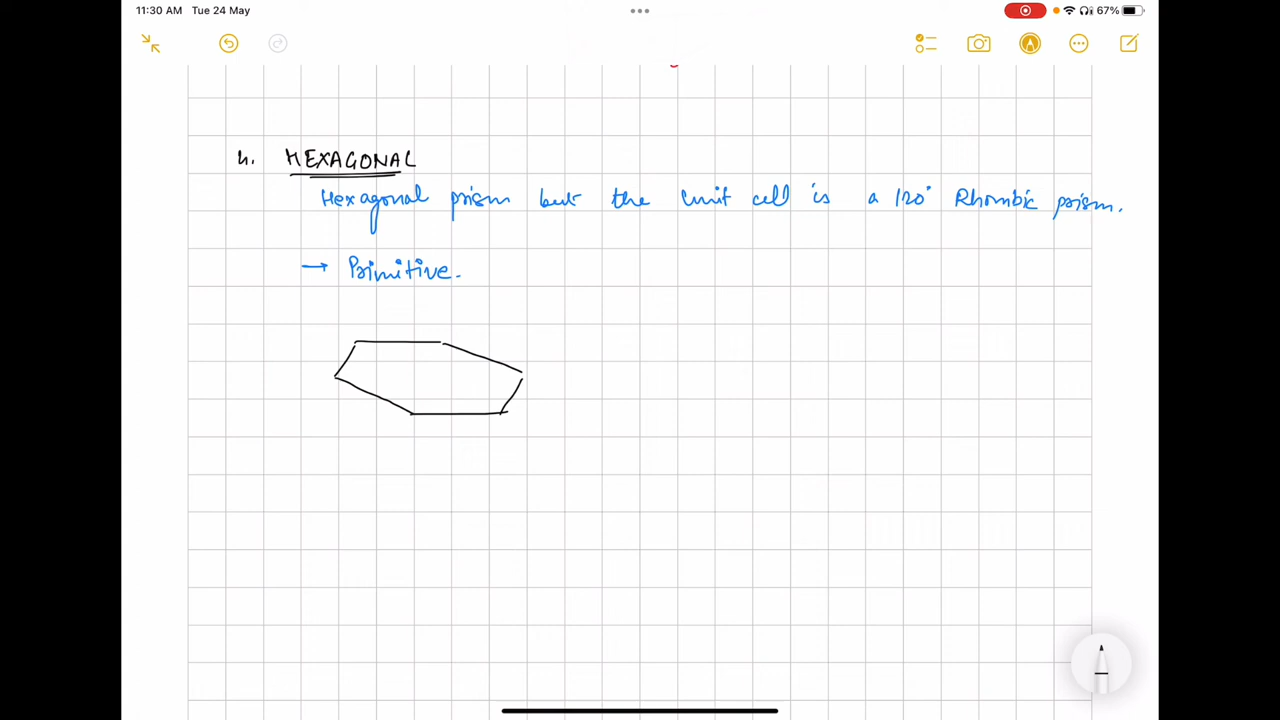 11:30 AM Tue 24 May
67%
4. HEXAGONAL
Hexagonal prism but the unit cell is a 120° Rhombic prism.
→ Primitive.